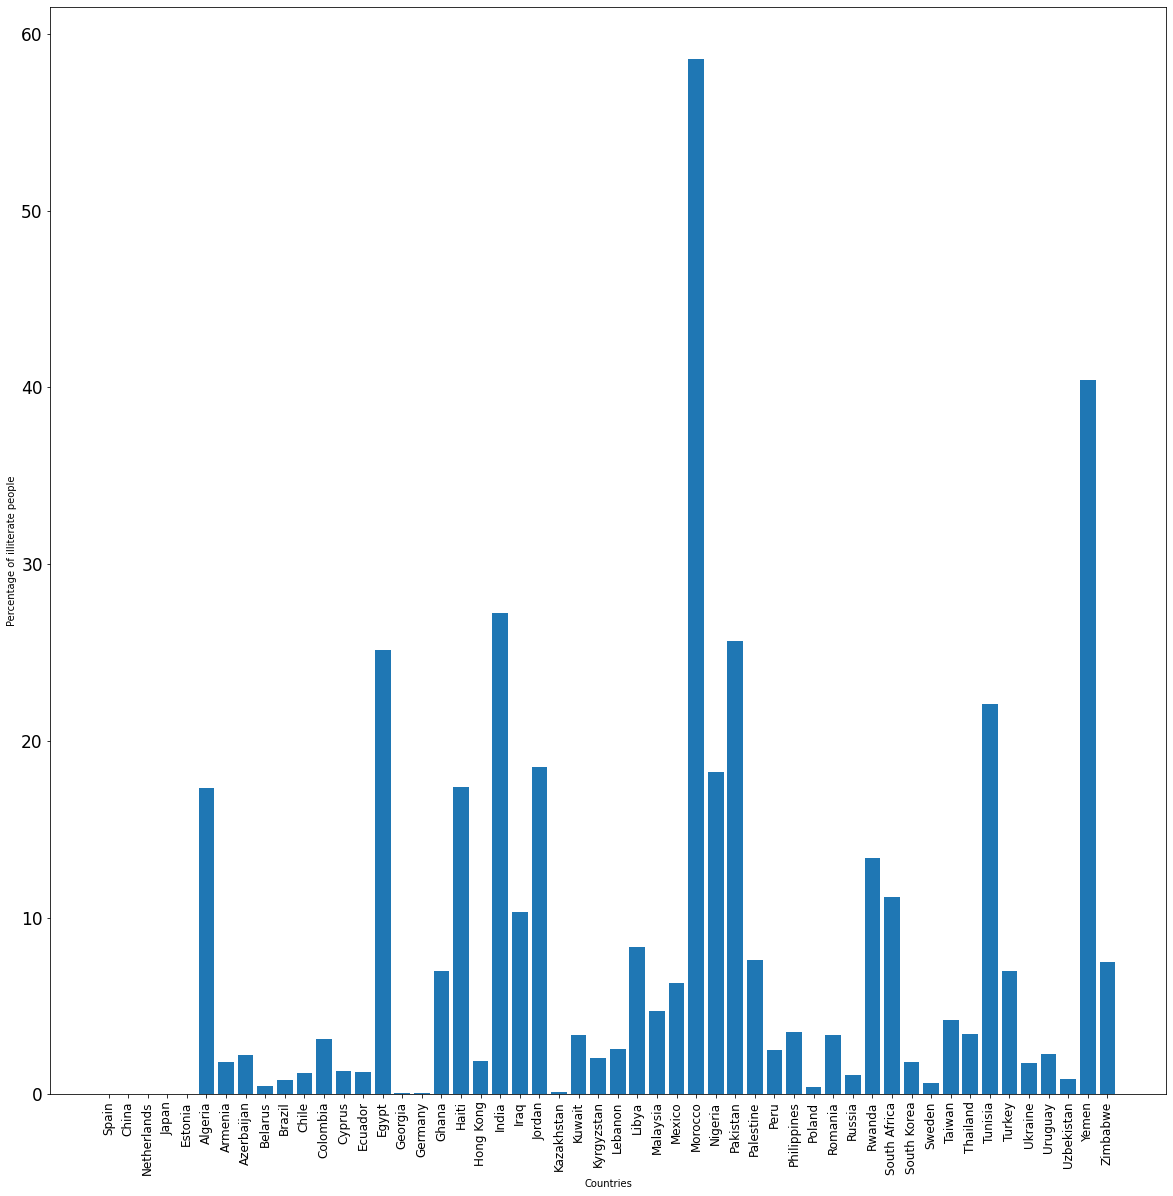 60
50
40
30
20
10
0
Percentage of illiterate people
Spain
China
Netherlands
Japan
Estonia
Algeria
Armenia
Azerbaijan
Belarus
Brazil
Chile
Colombia
Cyprus
Ecuador
Egypt
Georgia
Germany
Ghana
Haiti
Hong Kong
India
Iraq
Jordan
Kazakhstan
Kuwait
Kyrgyzstan
Lebanon
Libya
Malaysia
Mexico
Morocco
Nigeria
Pakistan
Palestine
Peru
Philippines
Poland
Romania
Russia
Rwanda
South Africa
South Korea
Sweden
Taiwan
Thailand
Tunisia
Turkey
Ukraine
Uruguay
Uzbekistan
Yemen
Zimbabwe
Countries